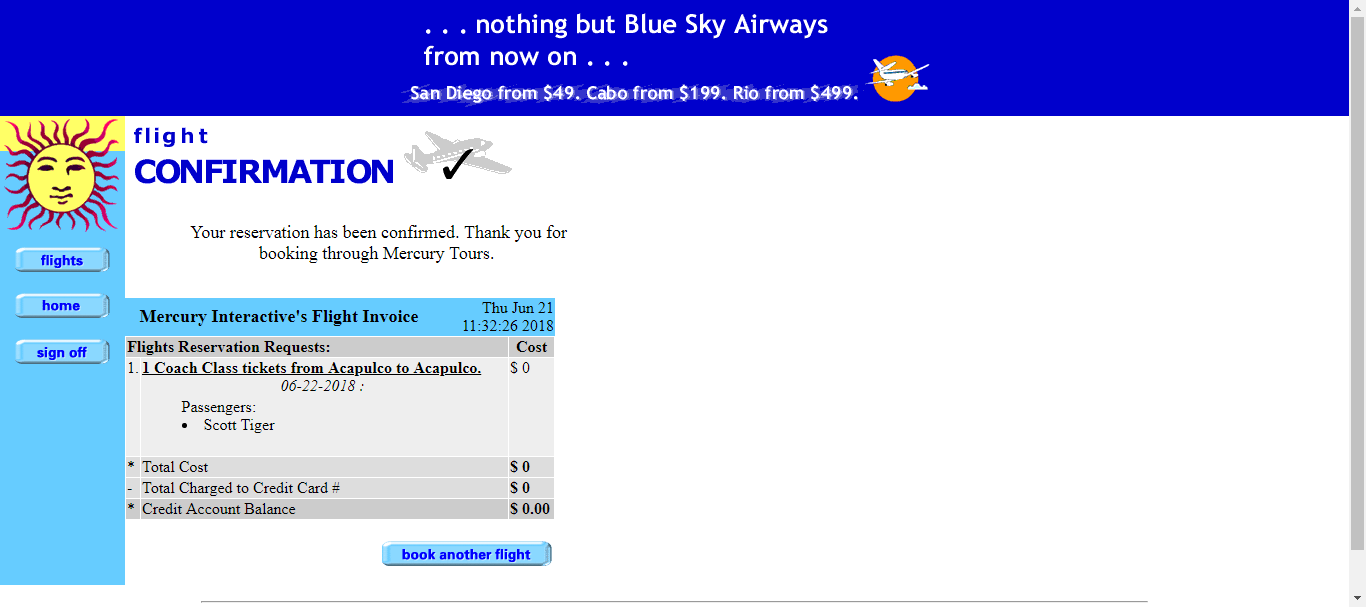 . . . nothing but Blue Sky Airways
from now on . . .
San Diego from $49. Cabo from $199. Rio from $499.
flight
CONFIRMATION
Your reservation has been confirmed. Thank you for
booking through Mercury Tours.
flights
home
sign off
Mercury Interactive's Flight Invoice
Thu Jun 21
11:32:26 2018
Flights Reservation Requests: Cost
1. 1 Coach Class tickets from Acapulco to Acapulco. $ 0
06-22-2018 :
Passengers:
• Scott Tiger
* Total Cost $ 0
- Total Charged to Credit Card # $ 0
* Credit Account Balance $ 0.00
book another flight